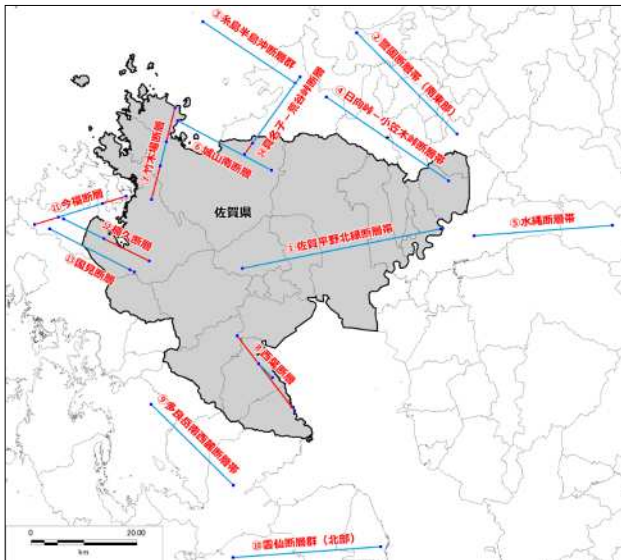 ③糸島半島沖断層群
②警固断層帯（南東部）
④日向峠－小笠木峠断層帯
⑭真名子－荒谷峠断層
⑥城山南断層
⑦竹木場断層
佐賀県
⑪今福断層
⑫楠久断層
⑬国見断層
①佐賀平野北縁断層帯
⑤水縄断層帯
⑧西葉断層
⑨多良岳南西麓断層帯
⑩雲仙断層群（北部）
0
20.00
km